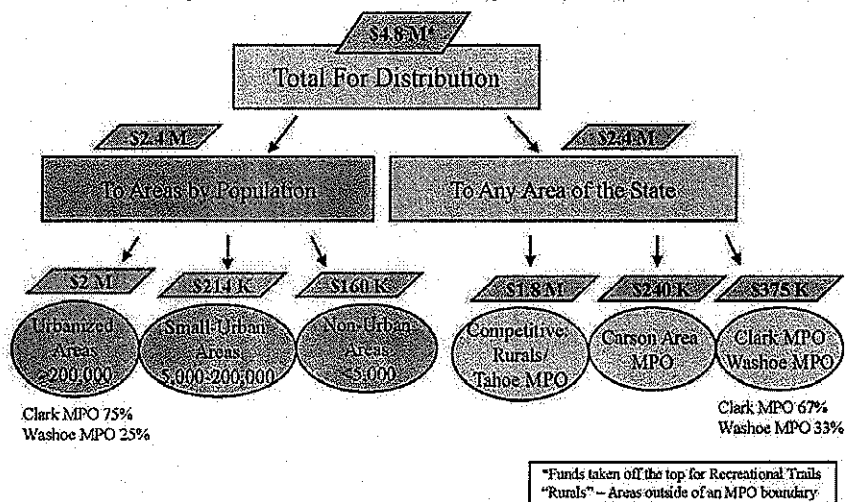 $4.8 M*
Total For Distribution
$2.4 M
$2.4 M
To Areas by Population
To Any Area of the State
$2 M
$214 K
$160 K
$1.8 M
$240 K
$375 K
Urbanized
Areas
>200,000
Small-Urban
Areas
5,000-200,000
Non-Urban
Areas
<5,000
Competitive:
Rurals/
Tahoe MPO
Carson Area
MPO
Clark MPO
Washoe MPO
Clark MPO 75%
Washoe MPO 25%
Clark MPO 67%
Washoe MPO 33%
*Funds taken off the top for Recreational Trails
"Rurals" – Areas outside of an MPO boundary